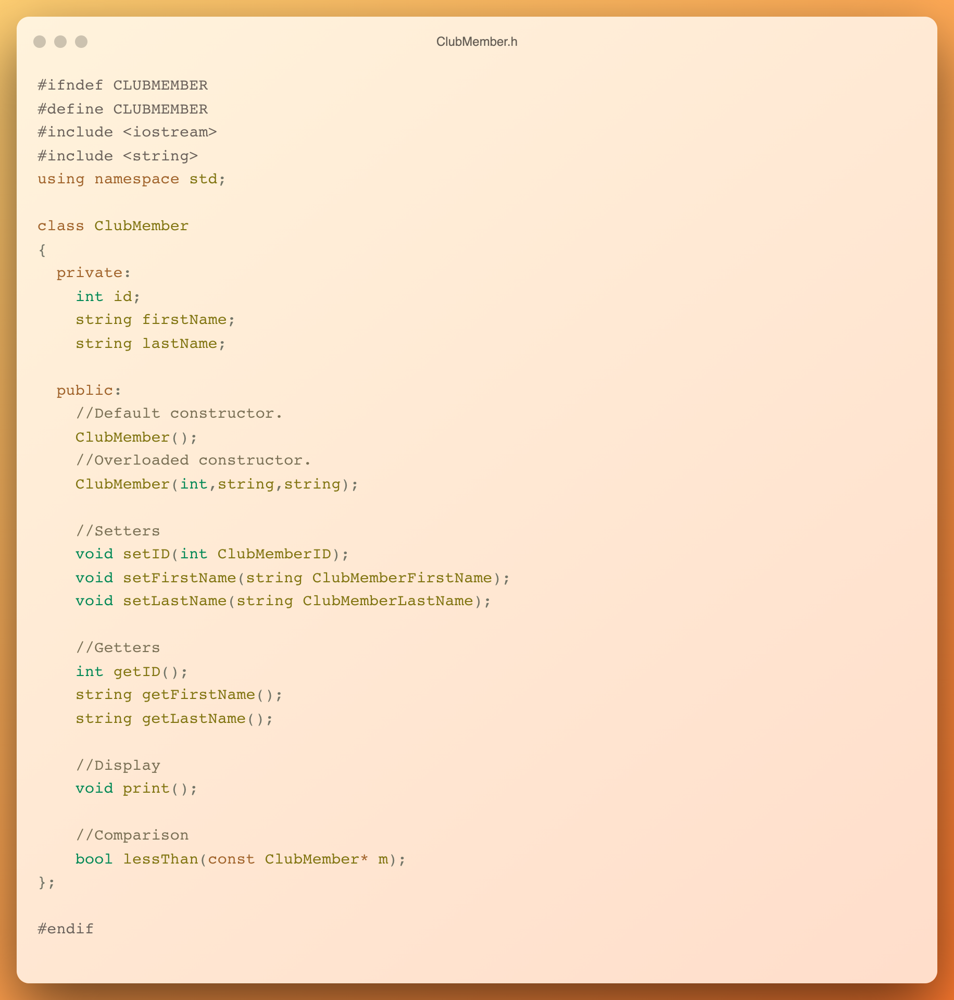 ClubMember.h
#ifndef CLUBMEMBER
#define CLUBMEMBER
#include <iostream>
#include <string>
using namespace std;

class ClubMember
{
  private:
    int id;
    string firstName;
    string lastName;

  public:
    //Default constructor.
    ClubMember();
    //Overloaded constructor.
    ClubMember(int,string,string);

    //Setters
    void setID(int ClubMemberID);
    void setFirstName(string ClubMemberFirstName);
    void setLastName(string ClubMemberLastName);

    //Getters
    int getID();
    string getFirstName();
    string getLastName();

    //Display
    void print();

    //Comparison
    bool lessThan(const ClubMember* m);
};

#endif